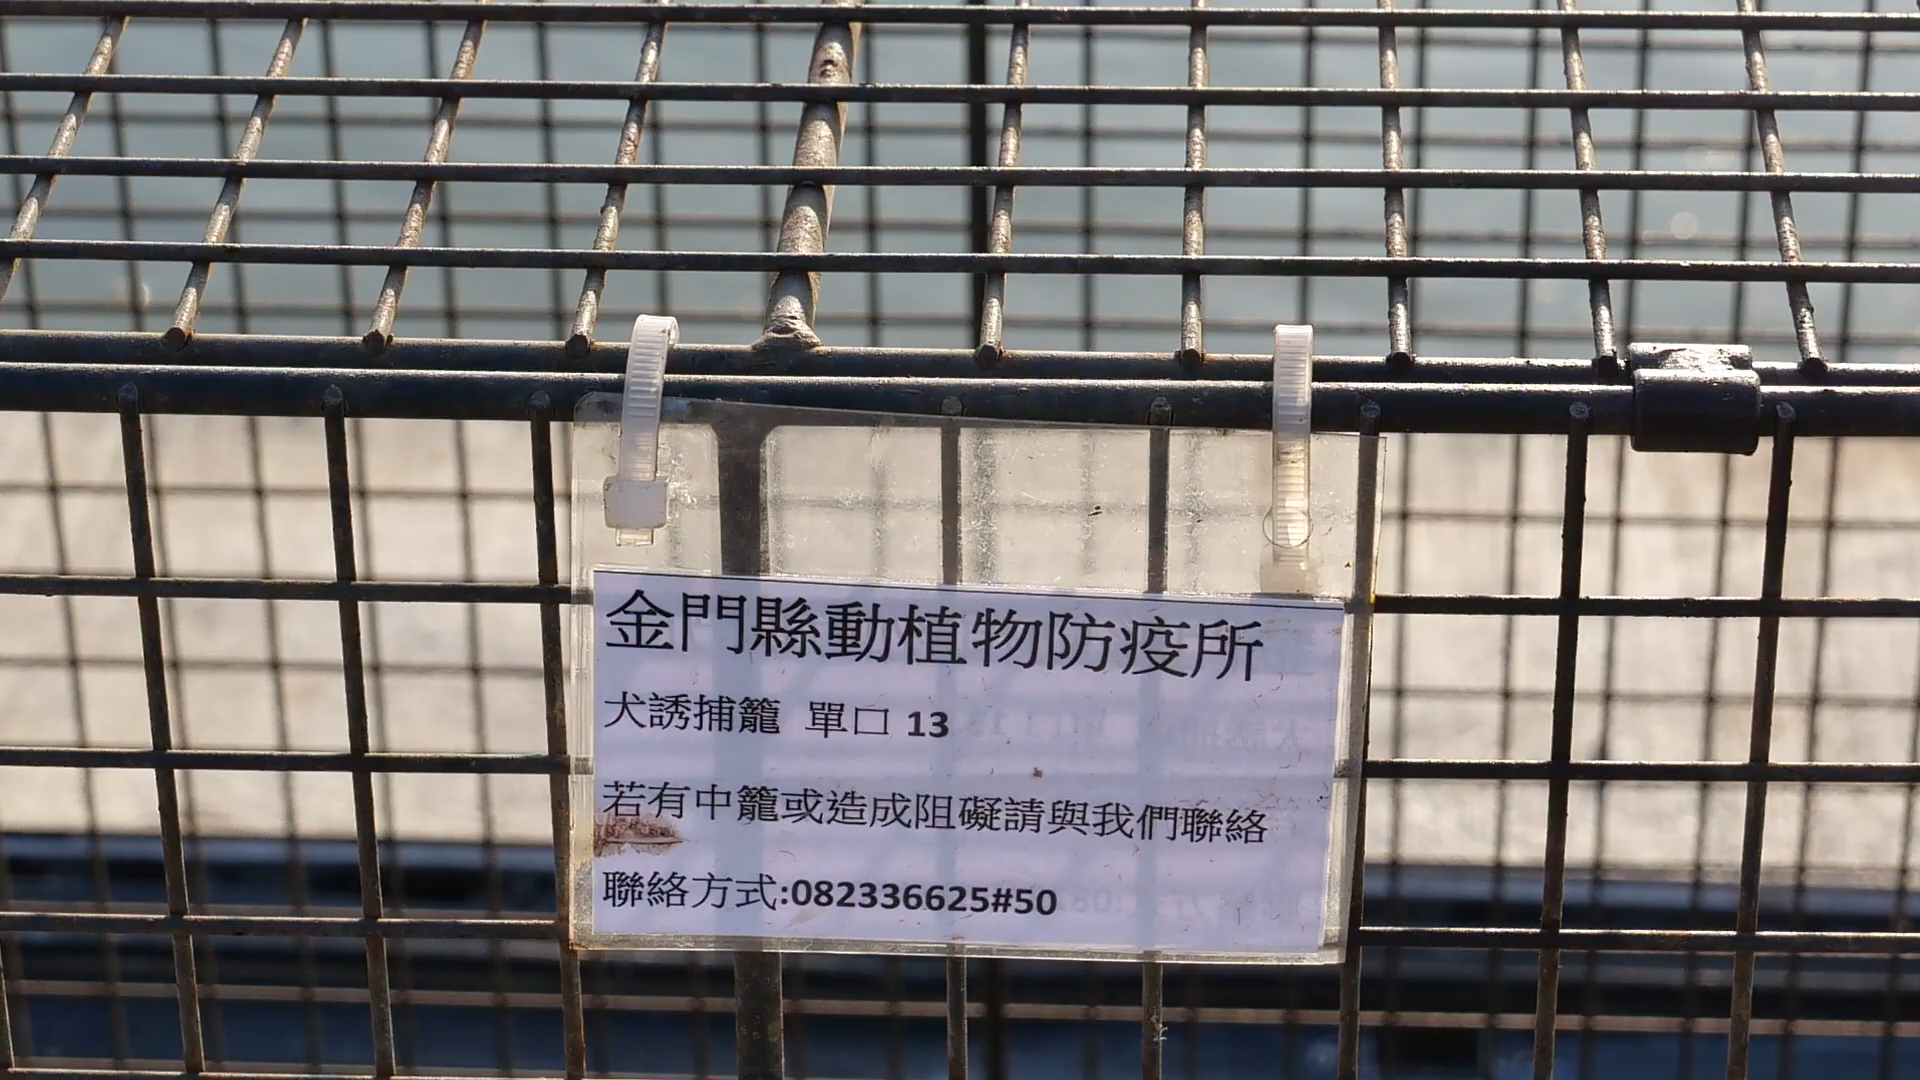 金門縣動植物防疫所
犬誘捕籠 單口 13
若有中籠或造成阻礙請與我們聯絡
聯絡方式:082336625#50